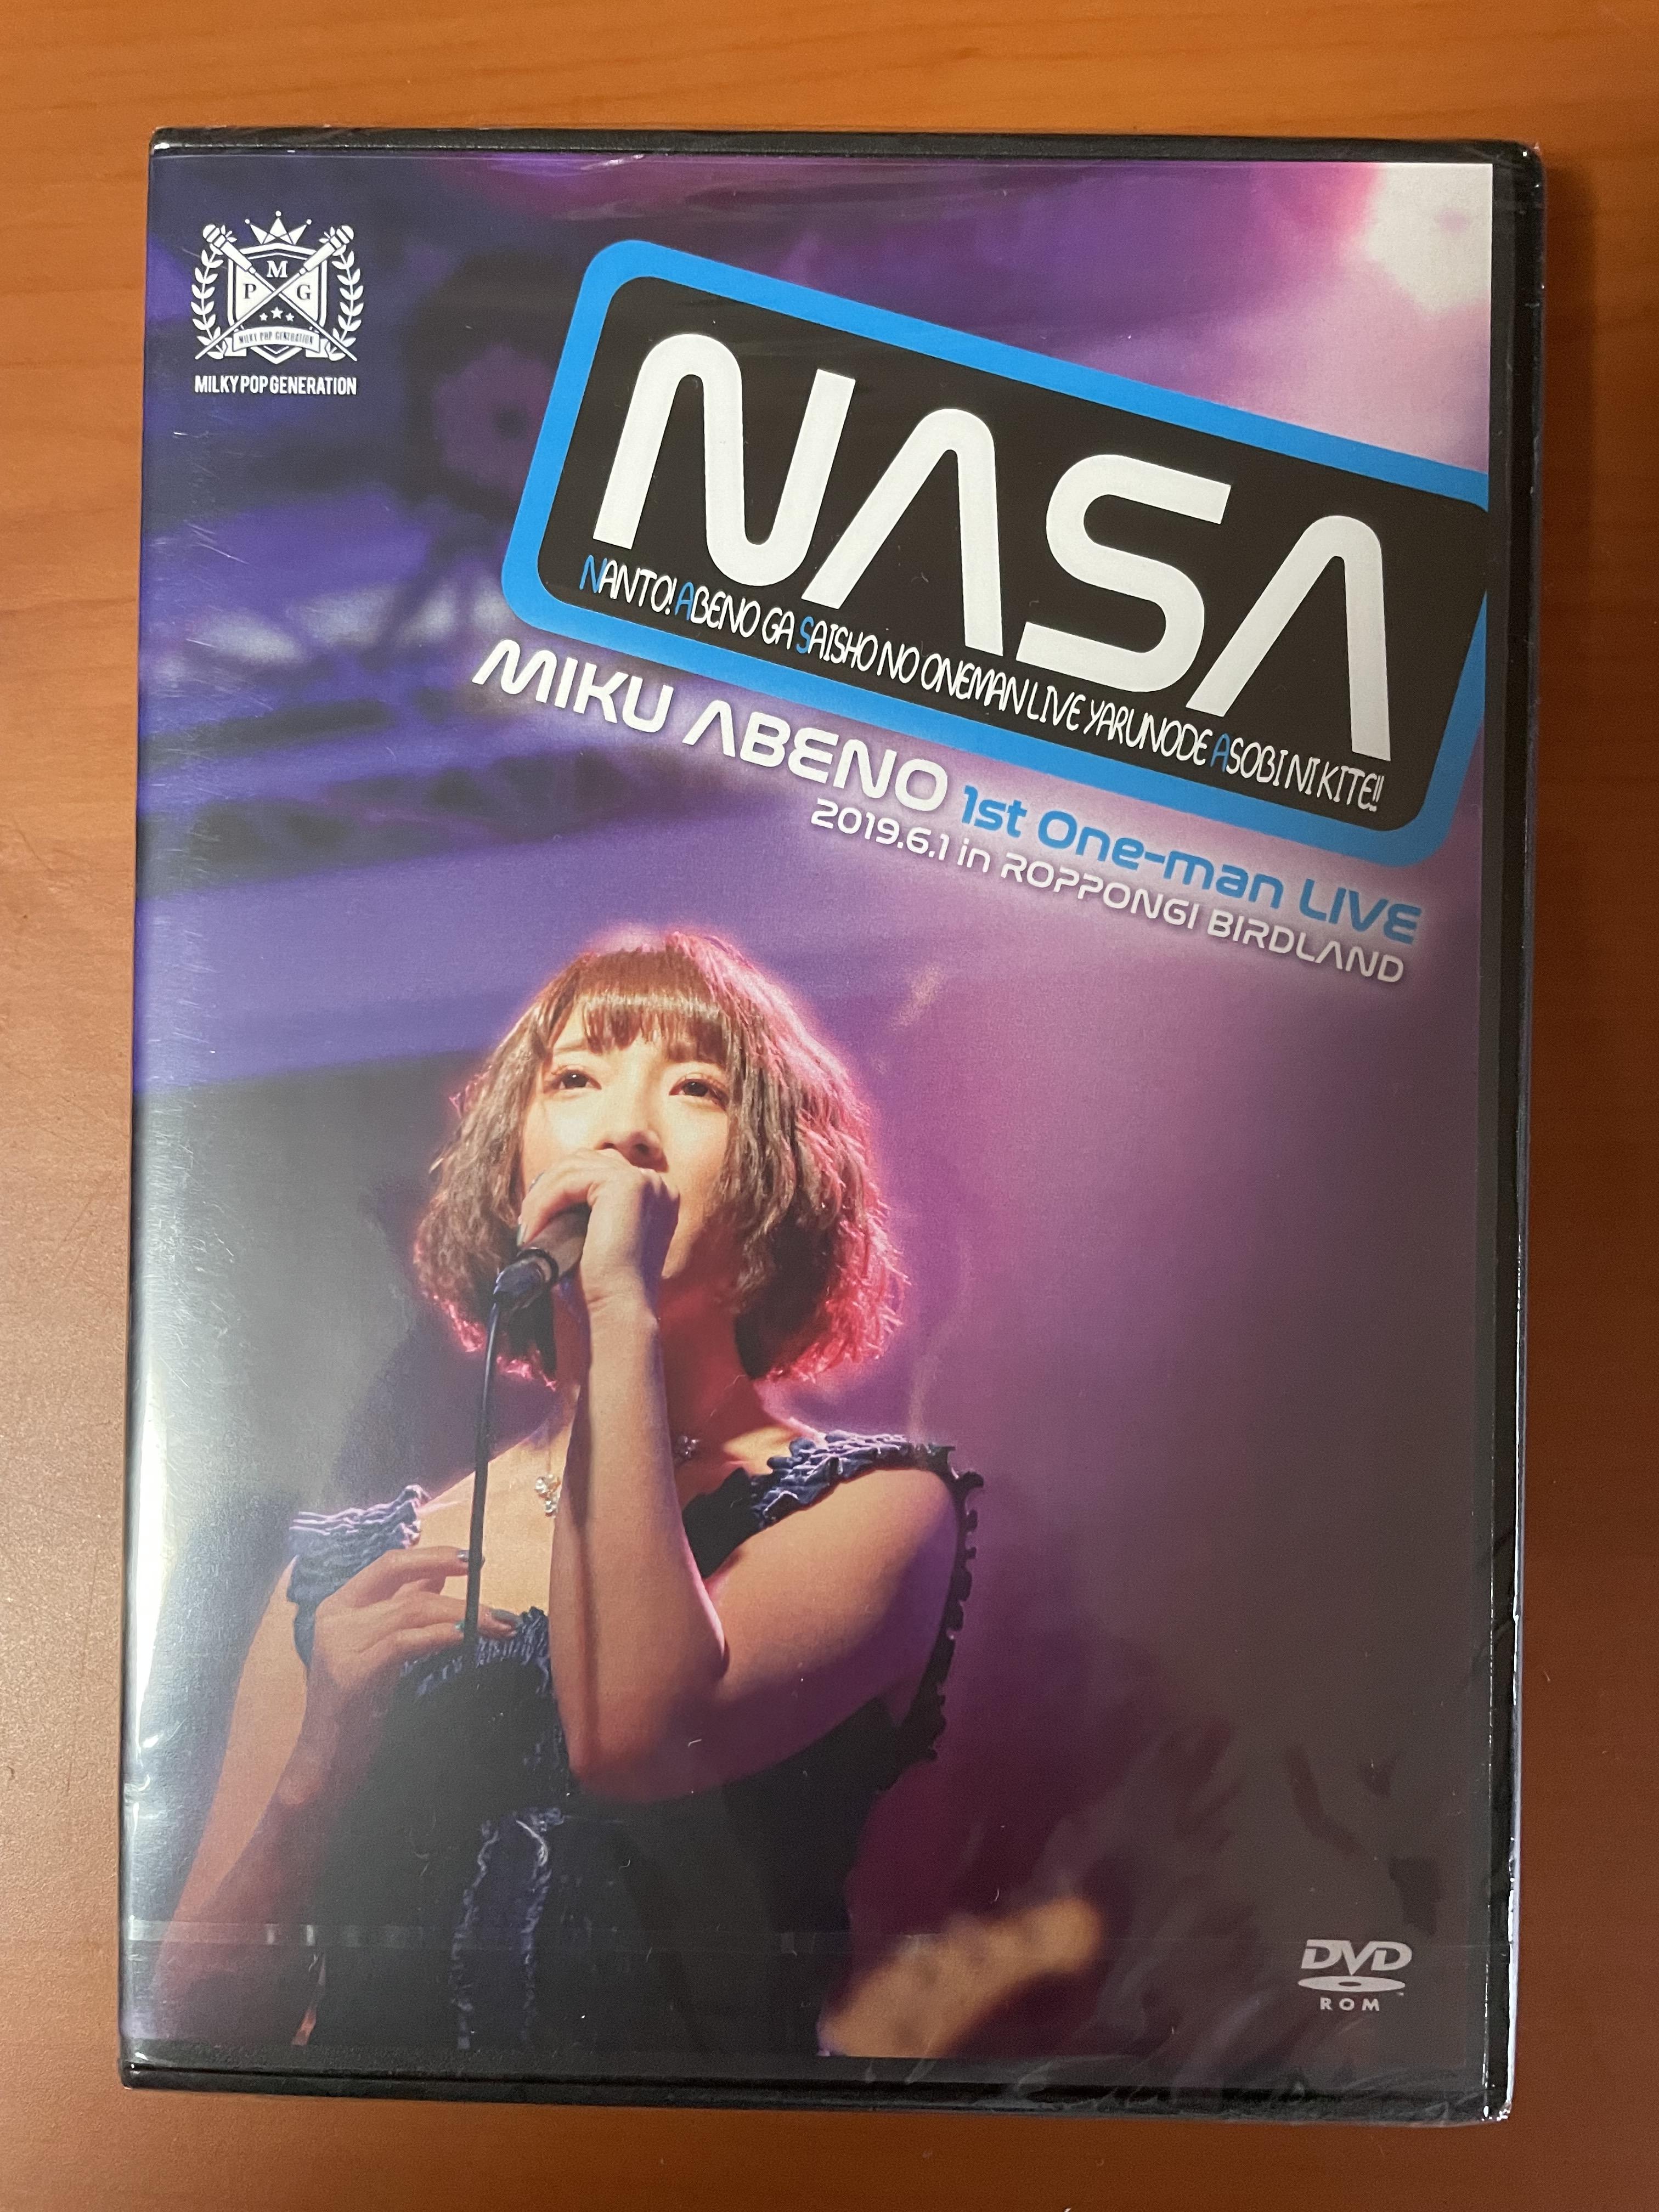 M
P G
MILKY POP GENERATION
MILKY POP GENERATION
NASA
NANTO! ABENO GA SAISHO NO ONEMAN LIVE YARUNODE ASOBI NI KITE!!
MIKU ABENO 1st One-man LIVE
2019.6.1 in ROPPONGI BIRDLAND
DVD
ROM